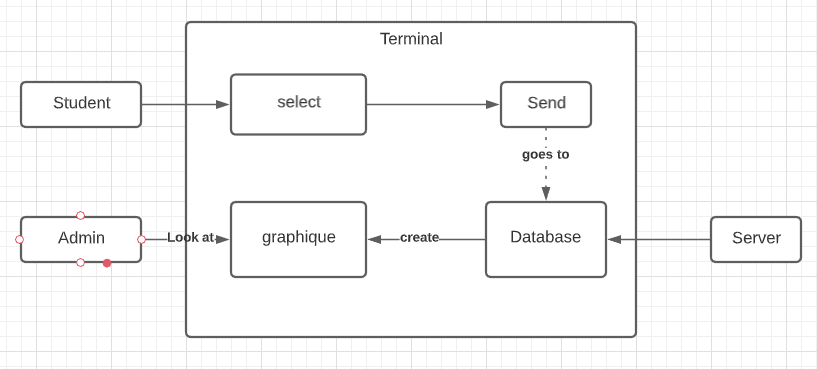 Terminal
Student
select
Send
goes to
Admin
Look at
graphique
create
Database
Server